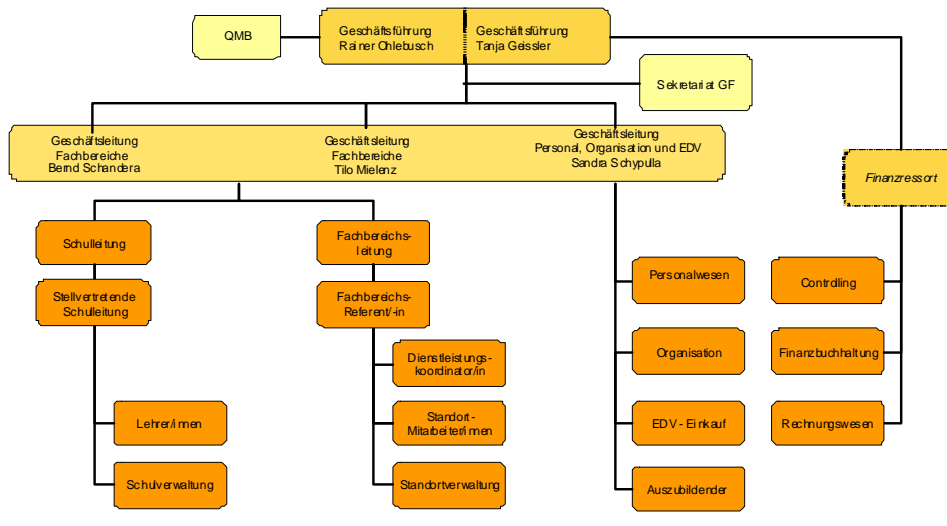 QMB
Geschäftsführung
Rainer Ohlebusch
Geschäftsführung
Tanja Geissler
Sekretariat GF
Geschäftsleitung
Fachbereiche
Bernd Schandera
Geschäftsleitung
Fachbereiche
Tilo Mielenz
Geschäftsleitung
Personal, Organisation und EDV
Sandra Schypulla
Finanzressort
Schulleitung
Stellvertretende
Schulleitung
Lehrer/innen
Schulverwaltung
Fachbereichs-
leitung
Fachbereichs-
Referent/-in
Dienstleistungs-
koordinator/in
Standort-
Mitarbeiter/innen
Standortverwaltung
Personalwesen
Organisation
EDV - Einkauf
Auszubildender
Controlling
Finanzbuchhaltung
Rechnungswesen